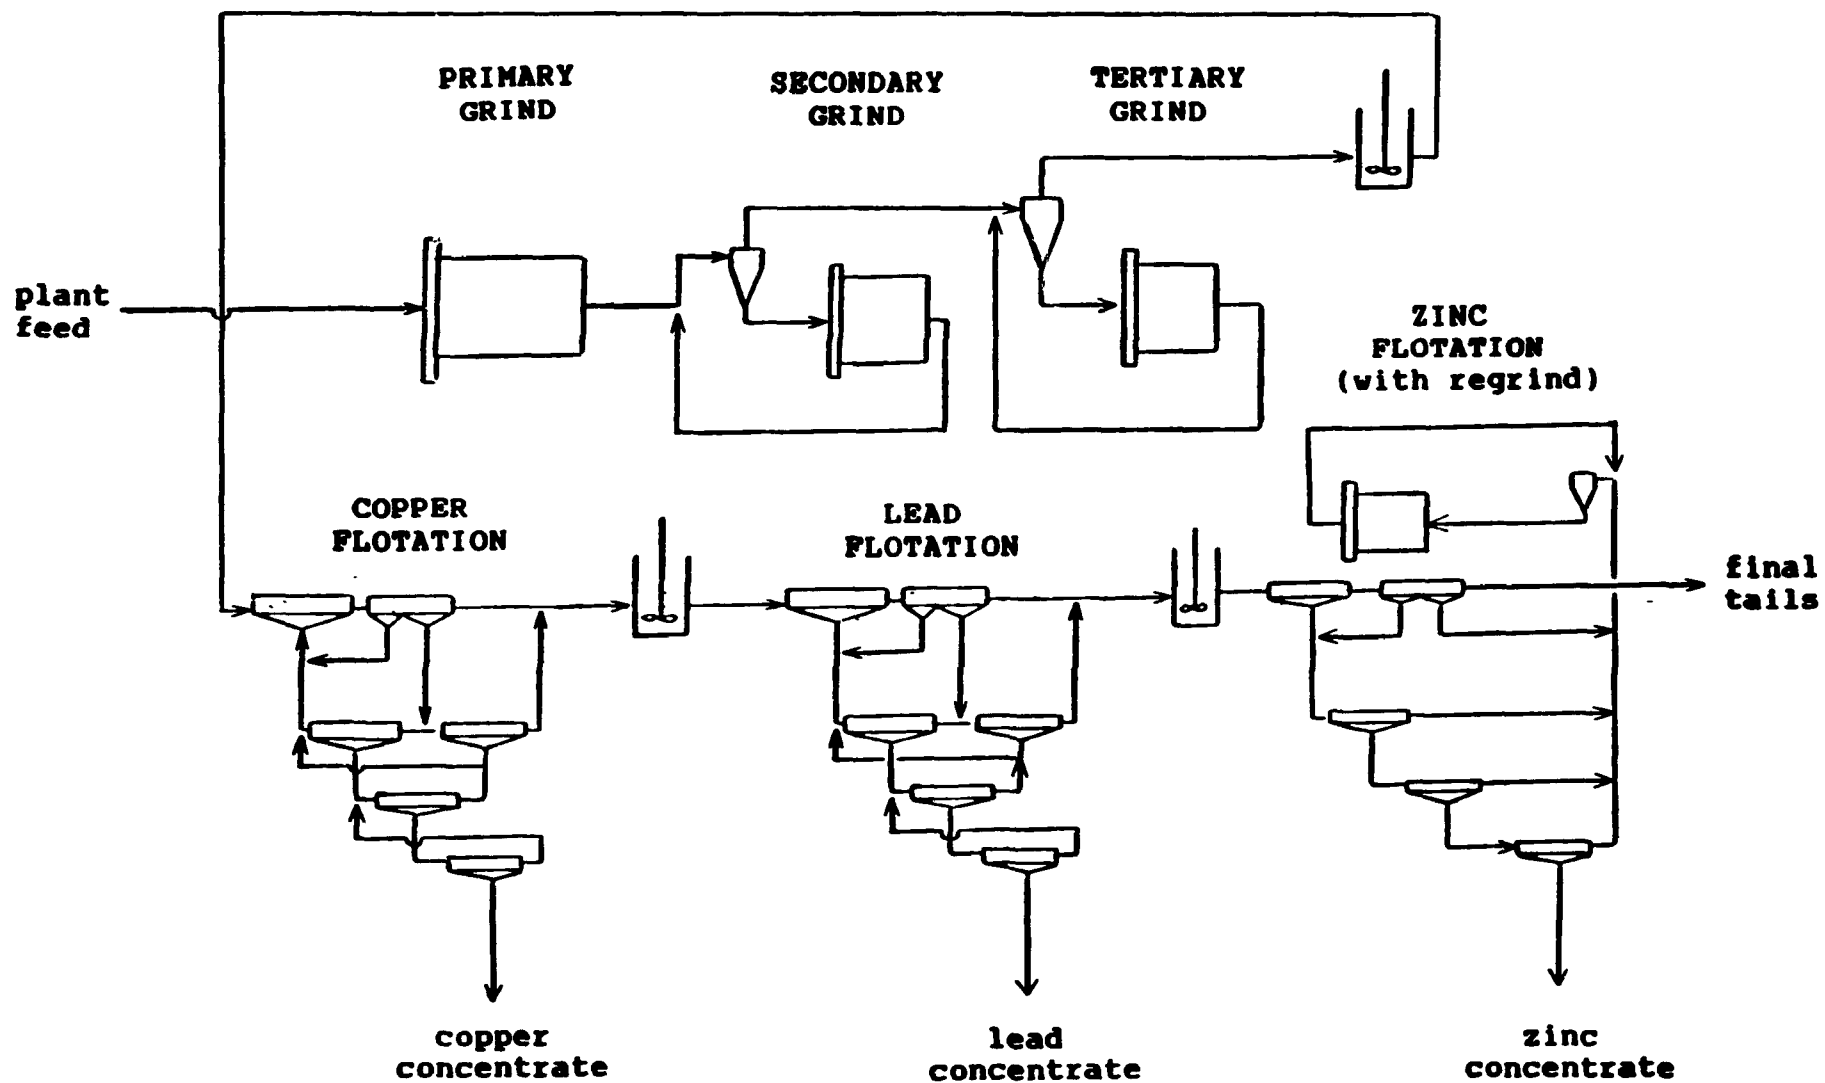 PRIMARY
GRIND
SECONDARY
GRIND
TERTIARY
GRIND
plant
feed
ZINC
FLOTATION
(with regrind)
COPPER
FLOTATION
LEAD
FLOTATION
final
tails
copper
concentrate
lead
concentrate
zinc
concentrate